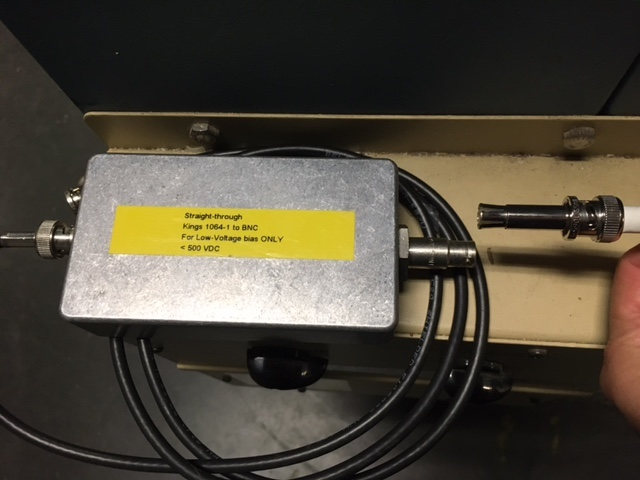 Straight-through
Kings 1064-1 to BNC
For Low-Voltage bias ONLY
< 500 VDC